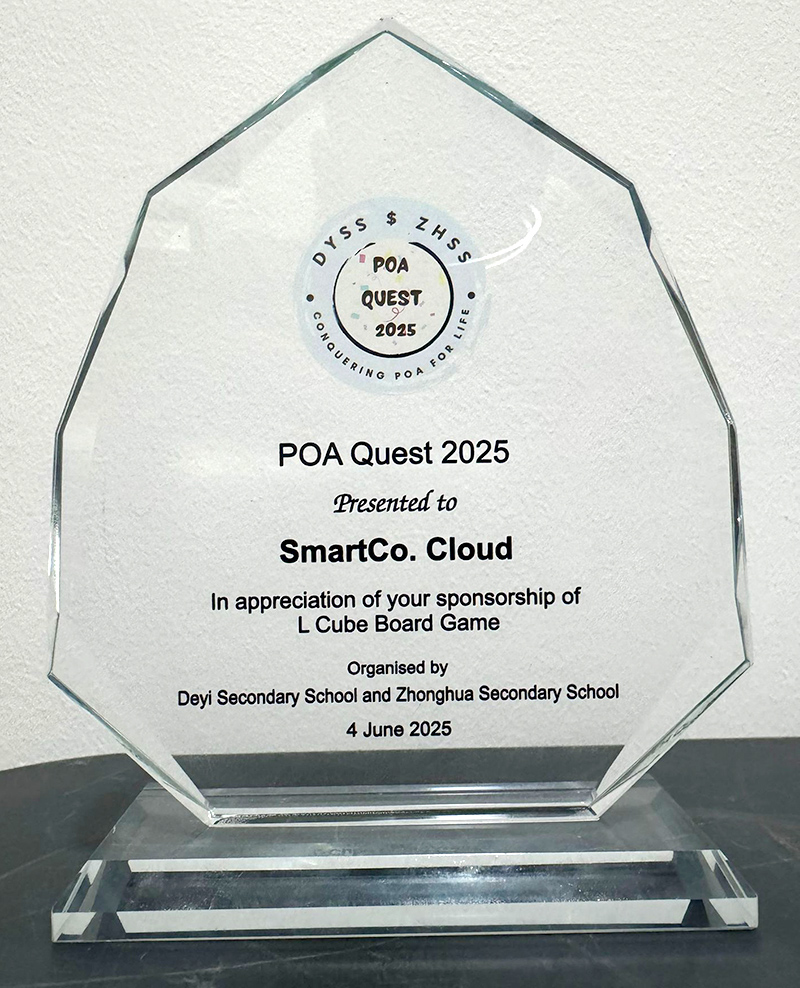 DYSS $ ZHSS
POA
QUEST
2025
CONQUERING POA FOR LIFE
POA Quest 2025
Presented to
SmartCo. Cloud
In appreciation of your sponsorship of
L Cube Board Game
Organised by
Deyi Secondary School and Zhonghua Secondary School
4 June 2025